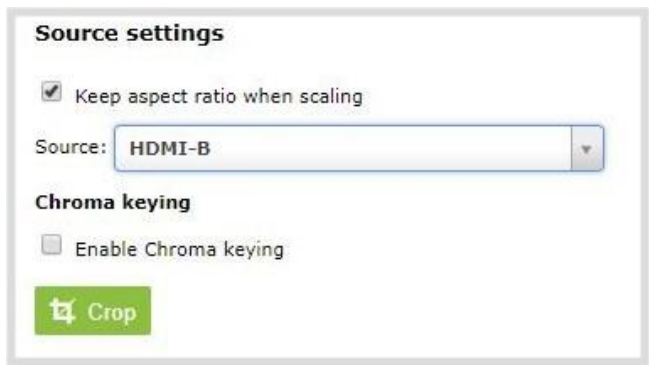 Source settings
Keep aspect ratio when scaling
Source: HDMI-B
Chroma keying
Enable Chroma keying
Crop